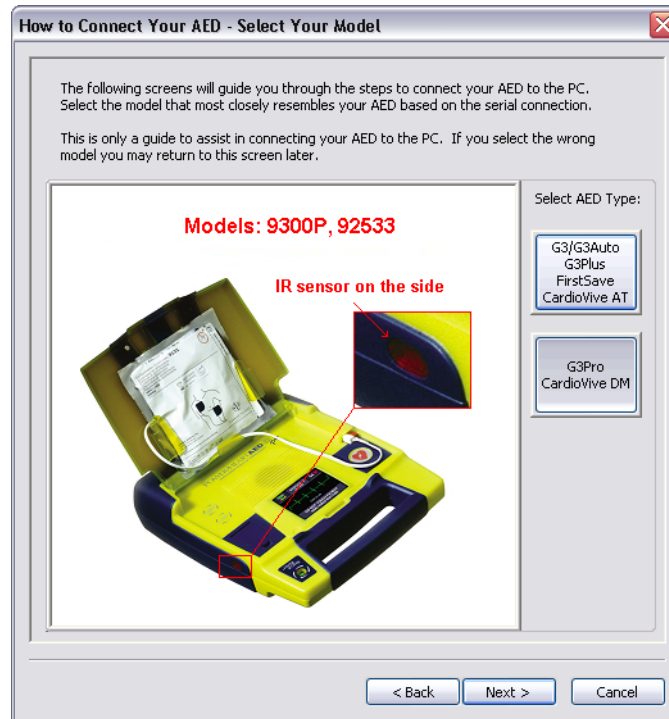 How to Connect Your AED - Select Your Model
The following screens will guide you through the steps to connect your AED to the PC.
Select the model that most closely resembles your AED based on the serial connection.
This is only a guide to assist in connecting your AED to the PC. If you select the wrong
model you may return to this screen later.
Models: 9300P, 92533
IR sensor on the side
POWERHEART AED
Select AED Type:
G3/G3Auto
G3Plus
FirstSave
CardioVive AT
G3Pro
CardioVive DM
< Back
Next >
Cancel